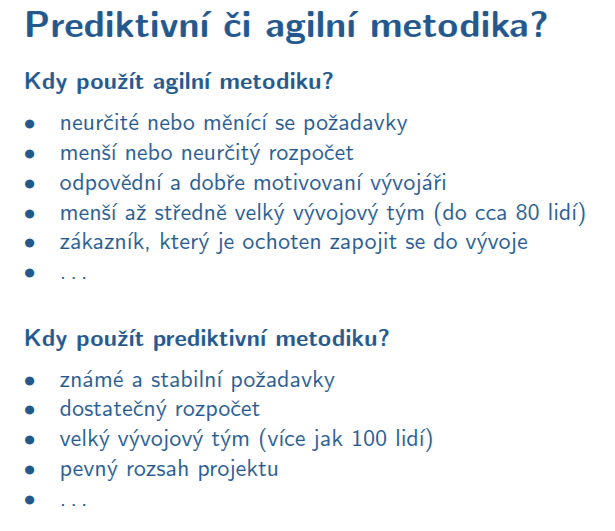 Prediktivní či agilní metodika?
Kdy použít agilní metodiku?
• neurčité nebo měnící se požadavky
• menší nebo neurčitý rozpočet
• odpovědní a dobře motivovaní vývojáři
• menší až středně velký vývojový tým (do cca 80 lidí)
• zákazník, který je ochoten zapojit se do vývoje
• ...
Kdy použít prediktivní metodiku?
• známé a stabilní požadavky
• dostatečný rozpočet
• velký vývojový tým (více jak 100 lidí)
• pevný rozsah projektu
• ...